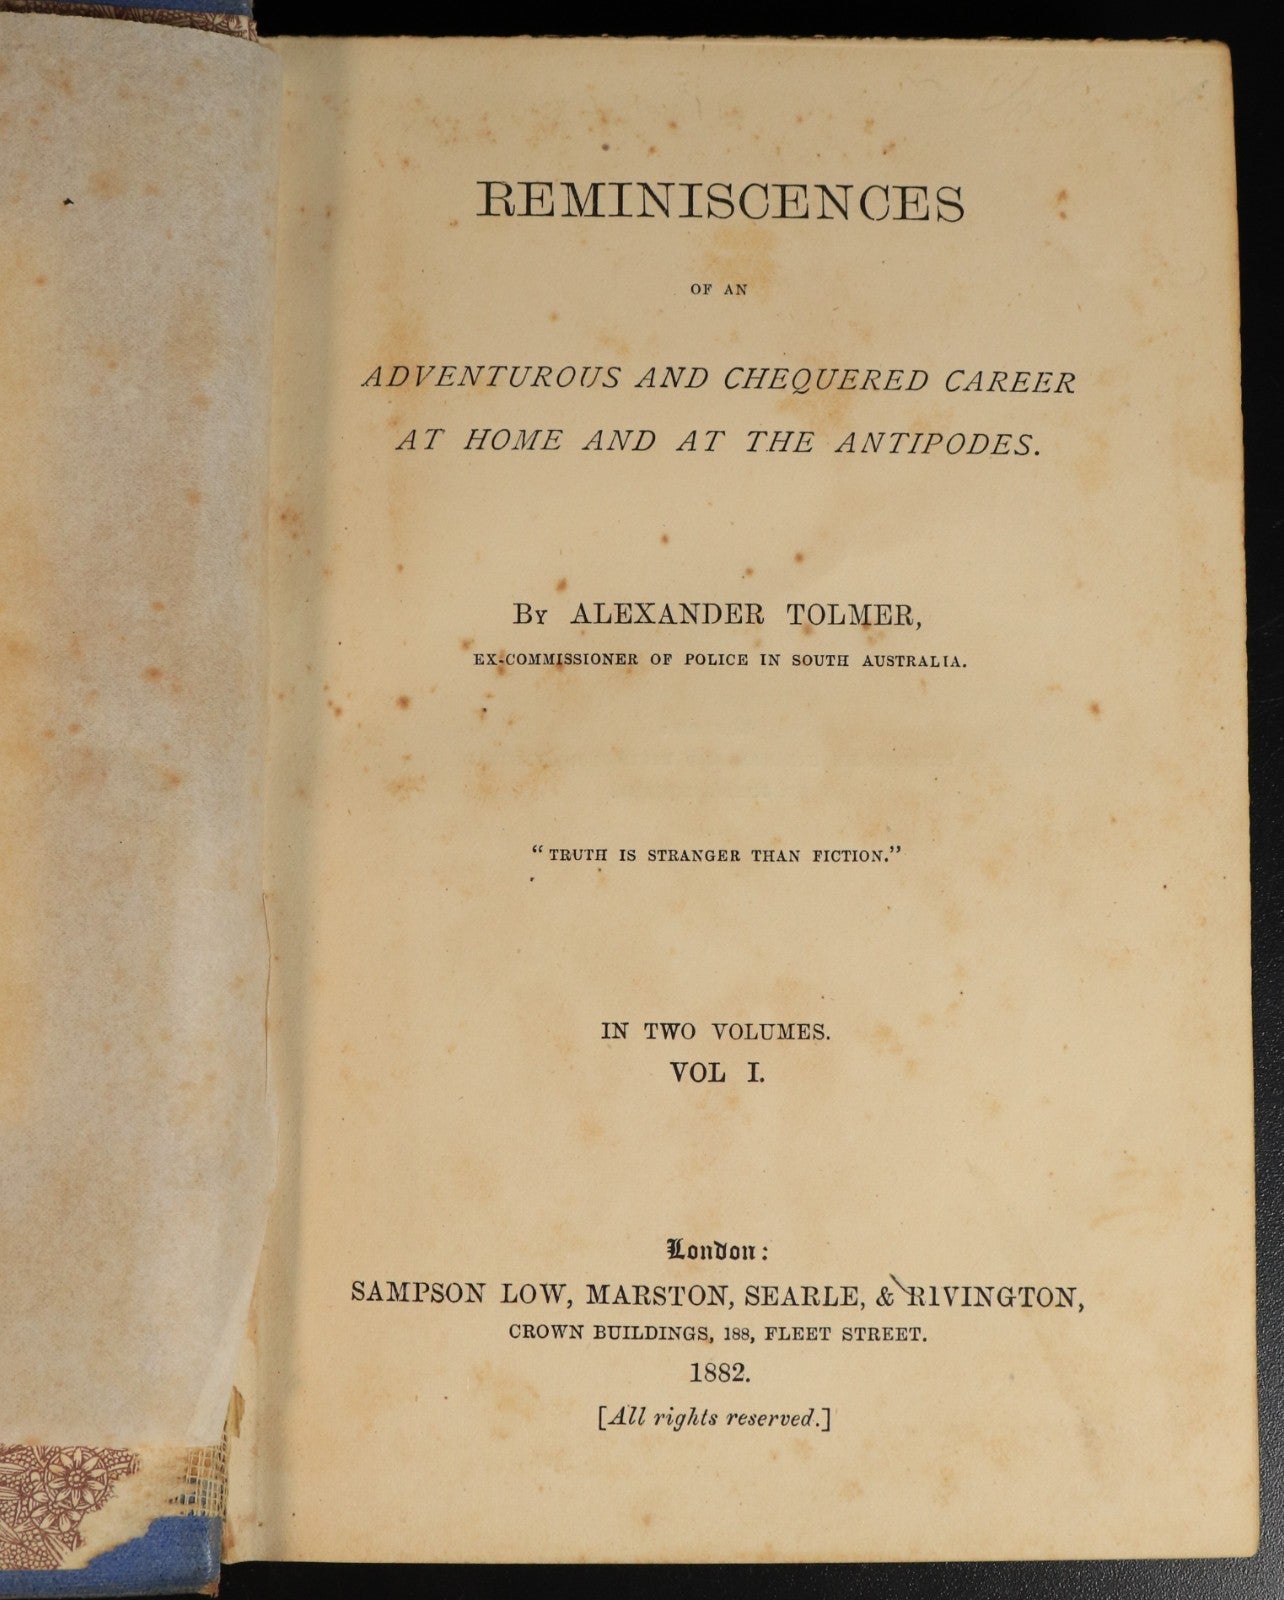 REMINISCENCES
OF AN
ADVENTUROUS AND CHEQUERED CAREER
AT HOME AND AT THE ANTIPODES.
By ALEXANDER TOLMER,
EX-COMMISSIONER OF POLICE IN SOUTH AUSTRALIA.
“TRUTH IS STRANGER THAN FICTION.”
IN TWO VOLUMES.
VOL I.
London:
SAMPSON LOW, MARSTON, SEARLE, & R1VINGTON,
CROWN BUILDINGS, 188, FLEET STREET.
1882.
[All rights reserved.]